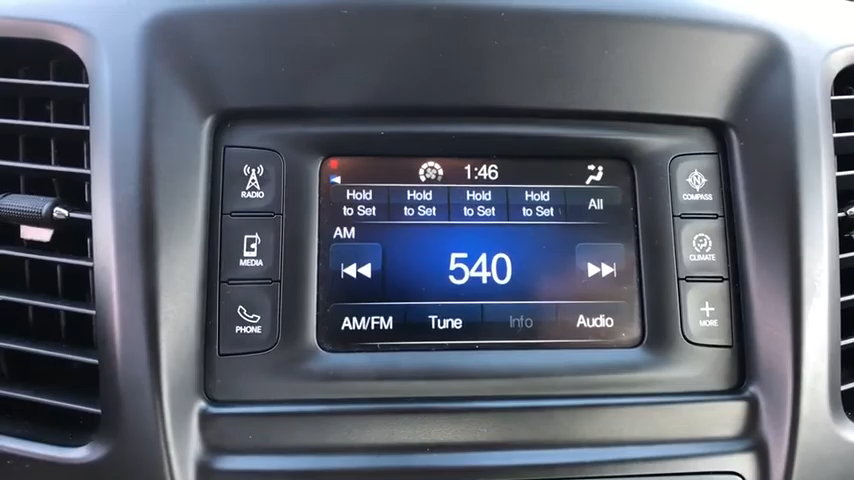 1:46
Hold to Set
Hold to Set
Hold to Set
Hold to Set
All
AM
540
AM/FM
Tune
Info
Audio
RADIO
MEDIA
PHONE
N
COMPASS
CLIMATE
MORE